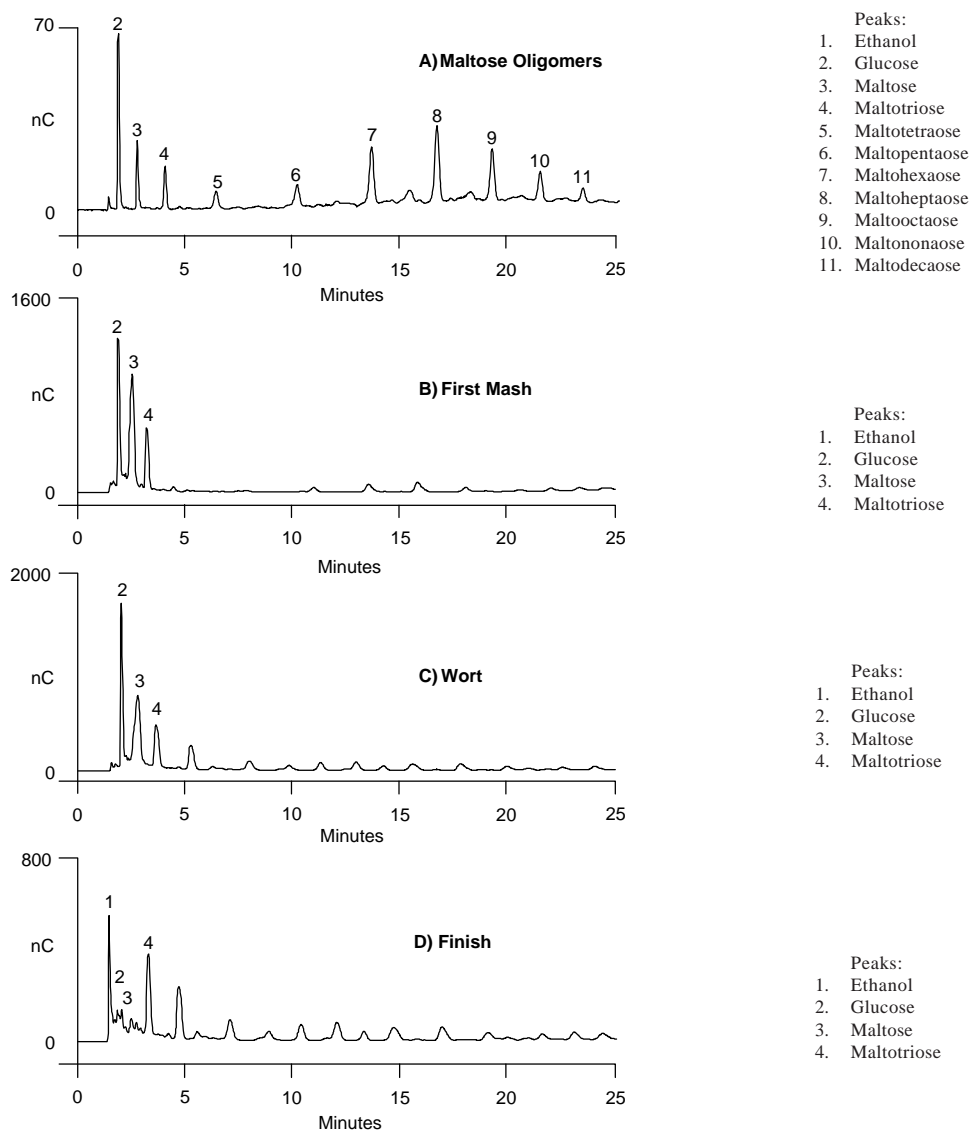 70
nC
0
A) Maltose Oligomers
2
3
4
5
6
7
8
9
10
11
0 5 10 15 20 25
Minutes
Peaks:
1. Ethanol
2. Glucose
3. Maltose
4. Maltotriose
5. Maltotetraose
6. Maltopentaose
7. Maltohexaose
8. Maltoheptaose
9. Maltooctaose
10. Maltononaose
11. Maltodecaose
1600
nC
0
B) First Mash
2
3
4
0 5 10 15 20 25
Minutes
Peaks:
1. Ethanol
2. Glucose
3. Maltose
4. Maltotriose
2000
nC
0
C) Wort
2
3
4
0 5 10 15 20 25
Minutes
Peaks:
1. Ethanol
2. Glucose
3. Maltose
4. Maltotriose
800
nC
0
D) Finish
1
2
3
4
0 5 10 15 20 25
Minutes
Peaks:
1. Ethanol
2. Glucose
3. Maltose
4. Maltotriose